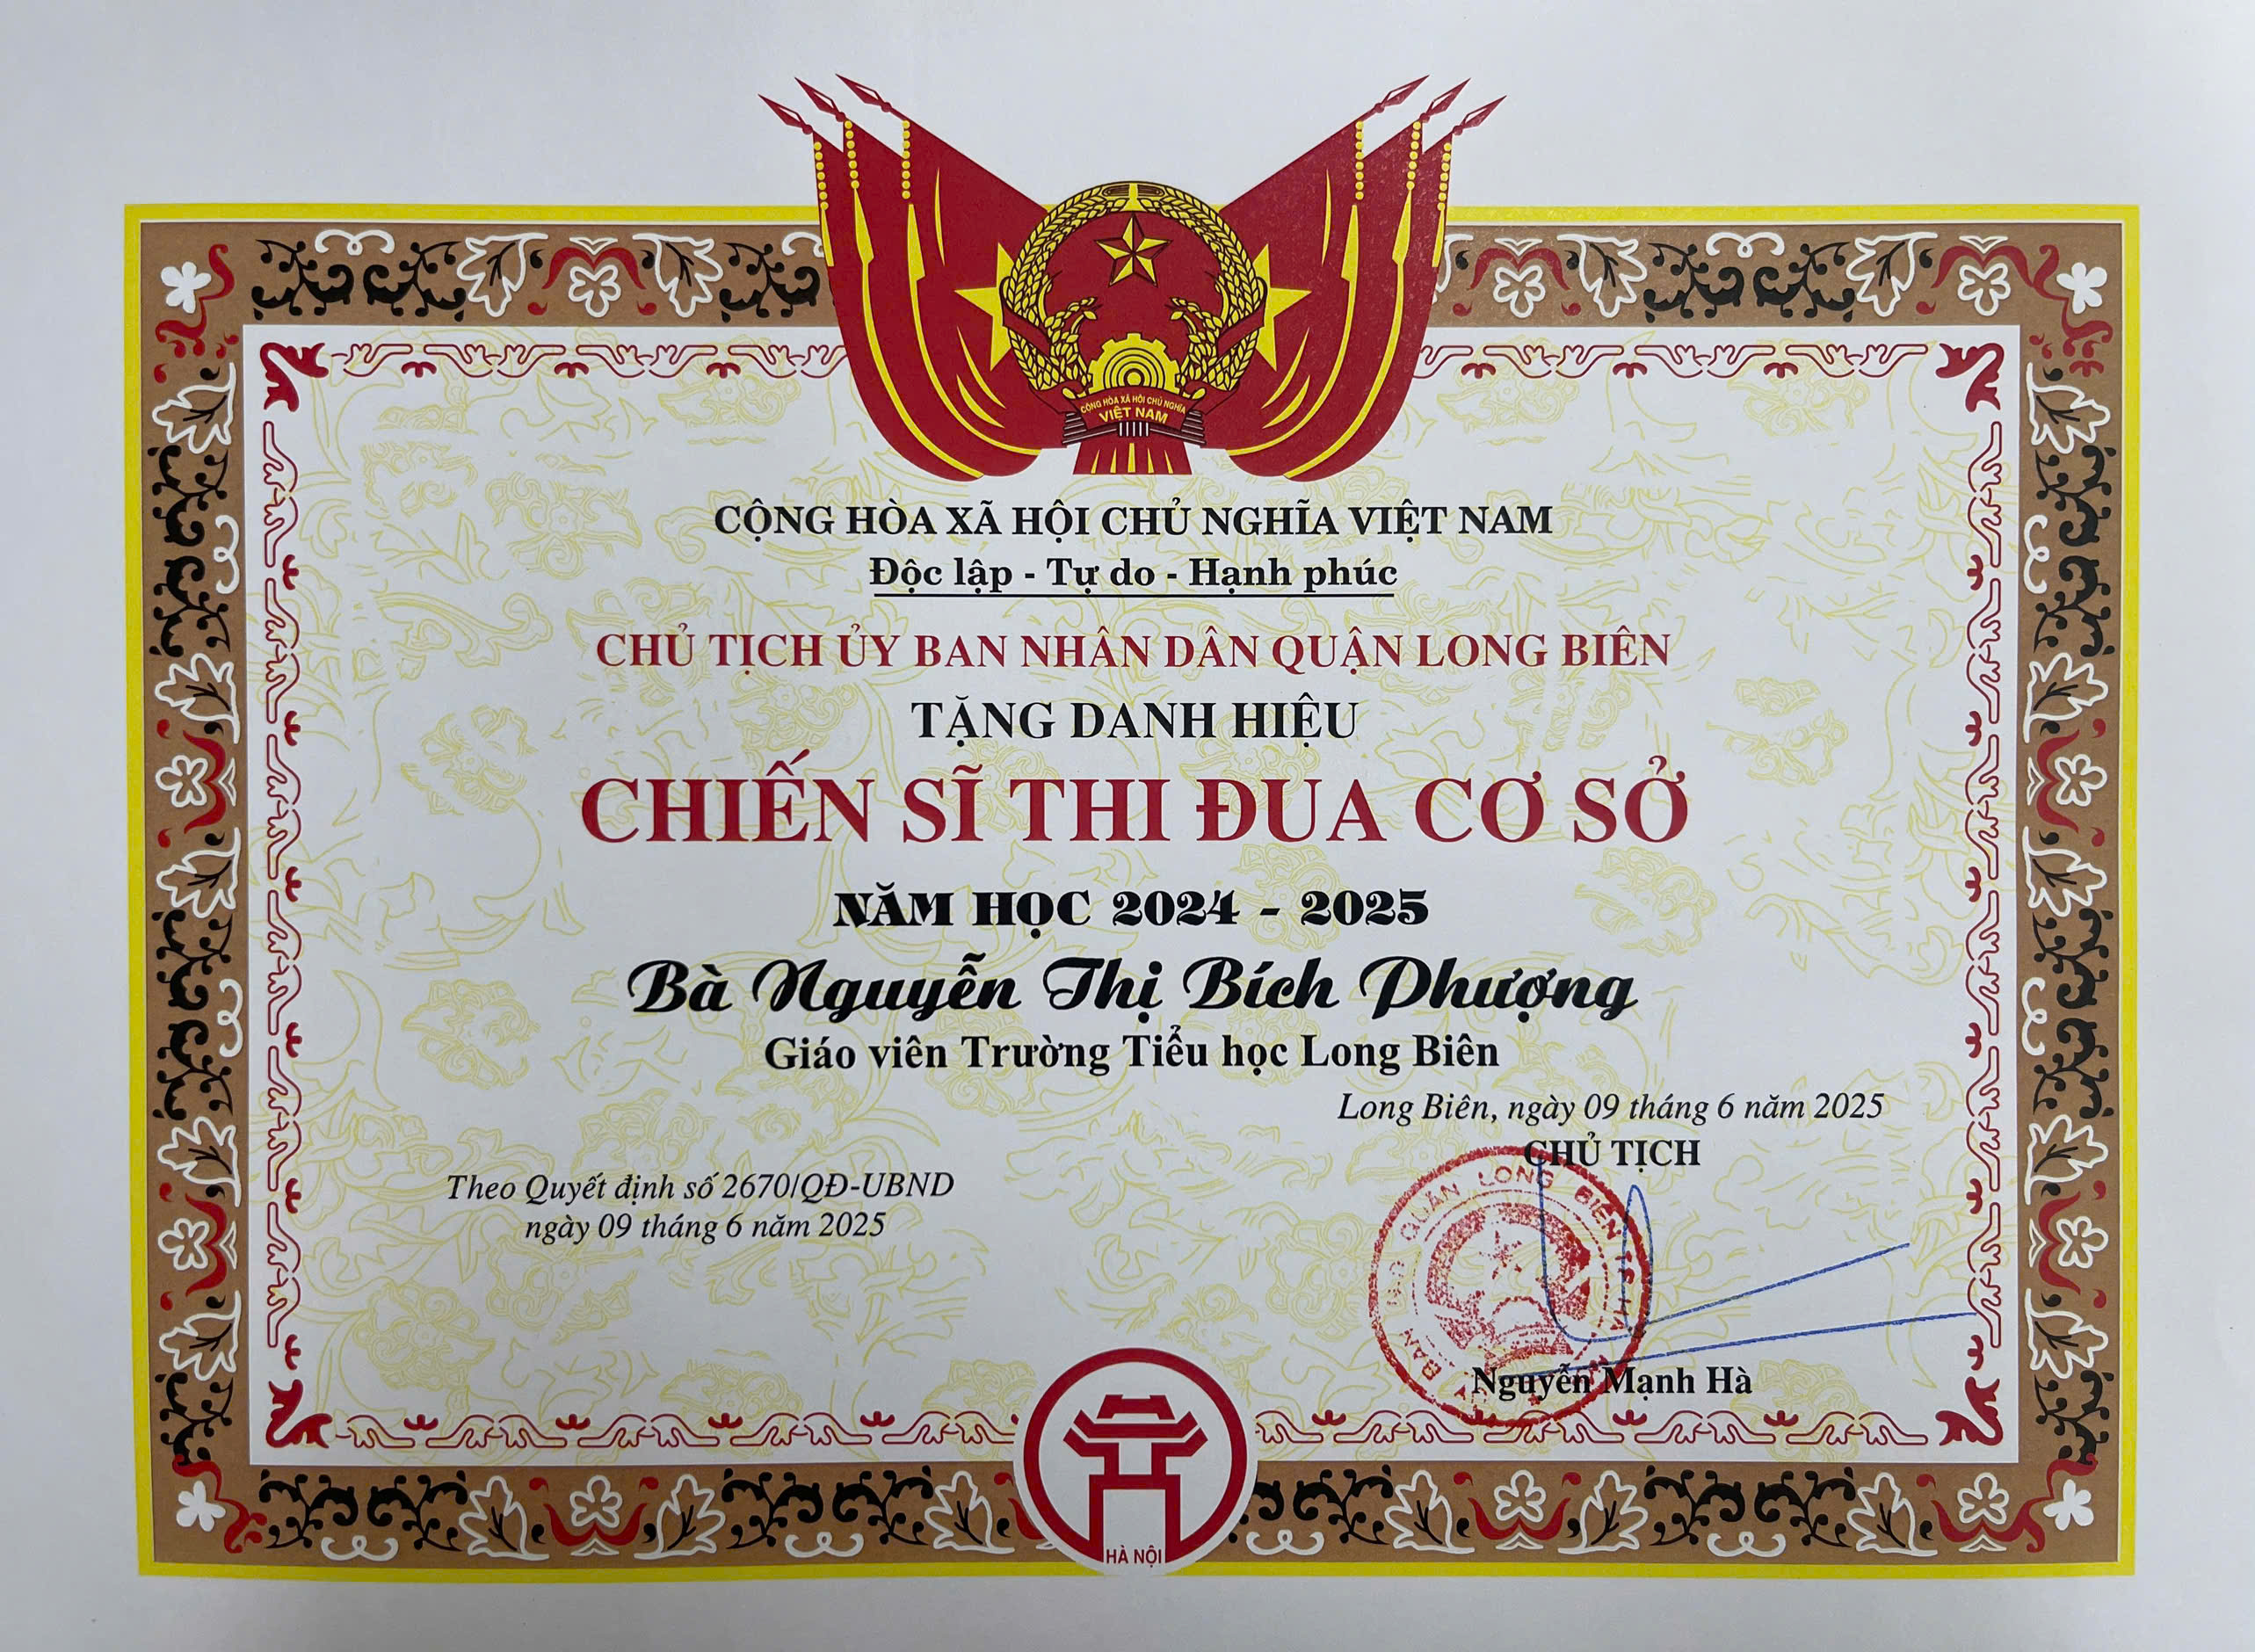 CỘNG HÒA XÃ HỘI CHỦ NGHĨA
VIỆT NAM
CỘNG HÒA XÃ HỘI CHỦ NGHĨA VIỆT NAM
Độc lập - Tự do - Hạnh phúc
CHỦ TỊCH ỦY BAN NHÂN DÂN QUẬN LONG BIÊN
TẶNG DANH HIỆU
CHIẾN SĨ THI ĐUA CƠ SỞ
NĂM HỌC 2024 - 2025
Bà Nguyễn Thị Bích Phượng
Giáo viên Trường Tiểu học Long Biên
Long Biên, ngày 09 tháng 6 năm 2025
CHỦ TỊCH
Theo Quyết định số 2670/QĐ-UBND
ngày 09 tháng 6 năm 2025
QUẬN LONG BIÊN
Nguyễn Mạnh Hà
HÀ NỘI